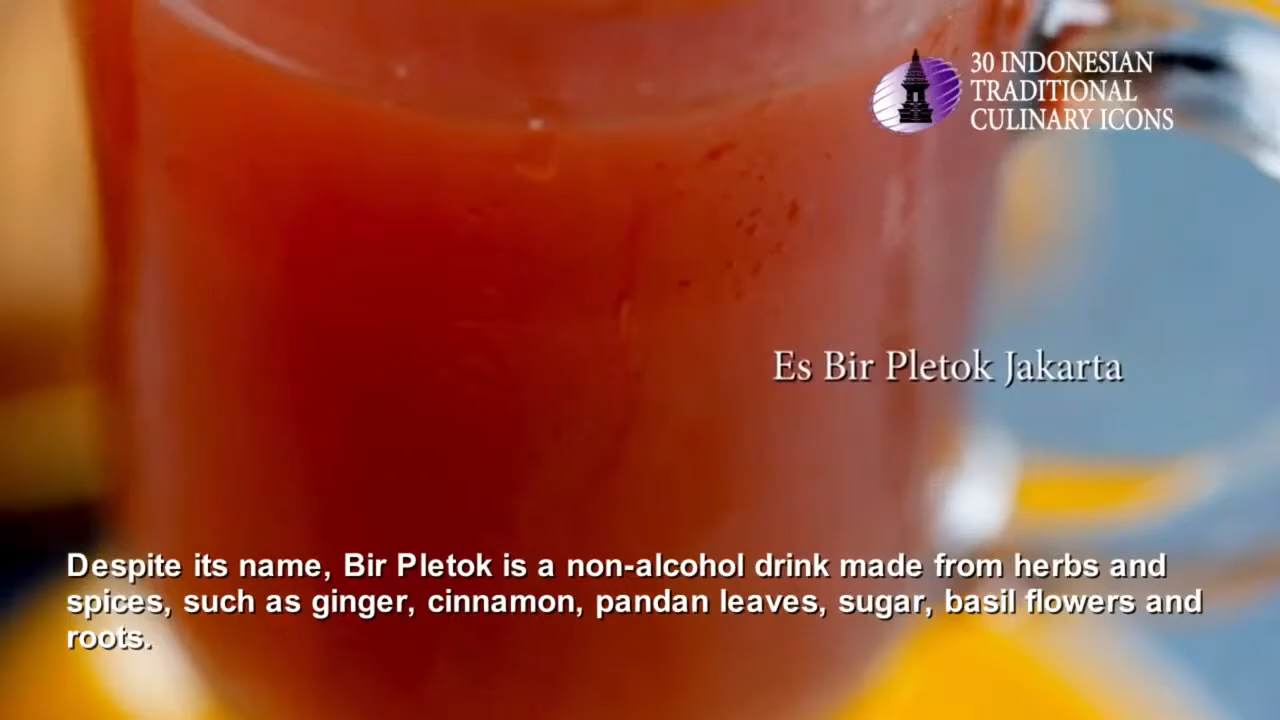 30 INDONESIAN
TRADITIONAL
CULINARY ICONS
Es Bir Pletok Jakarta
Despite its name, Bir Pletok is a non-alcohol drink made from herbs and
spices, such as ginger, cinnamon, pandan leaves, sugar, basil flowers and
roots.